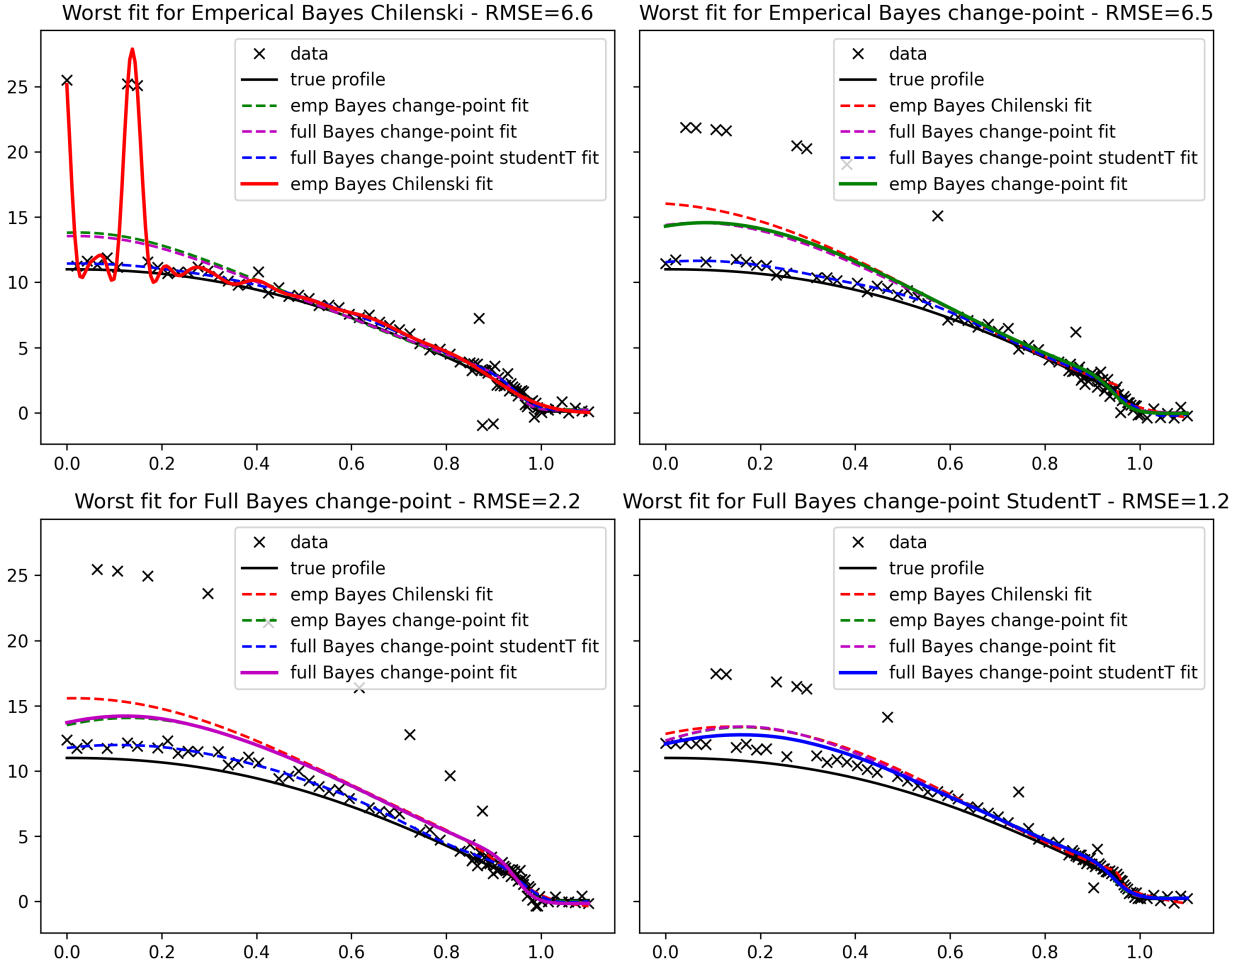 Worst fit for Emperical Bayes Chilenski - RMSE=6.6
data
true profile
emp Bayes change-point fit
full Bayes change-point fit
full Bayes change-point studentT fit
emp Bayes Chilenski fit
25
20
15
10
5
0
0.0 0.2 0.4 0.6 0.8 1.0
Worst fit for Emperical Bayes change-point - RMSE=6.5
data
true profile
emp Bayes Chilenski fit
full Bayes change-point fit
full Bayes change-point studentT fit
emp Bayes change-point fit
0.0 0.2 0.4 0.6 0.8 1.0
Worst fit for Full Bayes change-point - RMSE=2.2
data
true profile
emp Bayes Chilenski fit
emp Bayes change-point fit
full Bayes change-point studentT fit
full Bayes change-point fit
25
20
15
10
5
0
0.0 0.2 0.4 0.6 0.8 1.0
Worst fit for Full Bayes change-point StudentT - RMSE=1.2
data
true profile
emp Bayes Chilenski fit
emp Bayes change-point fit
full Bayes change-point fit
full Bayes change-point studentT fit
0.0 0.2 0.4 0.6 0.8 1.0